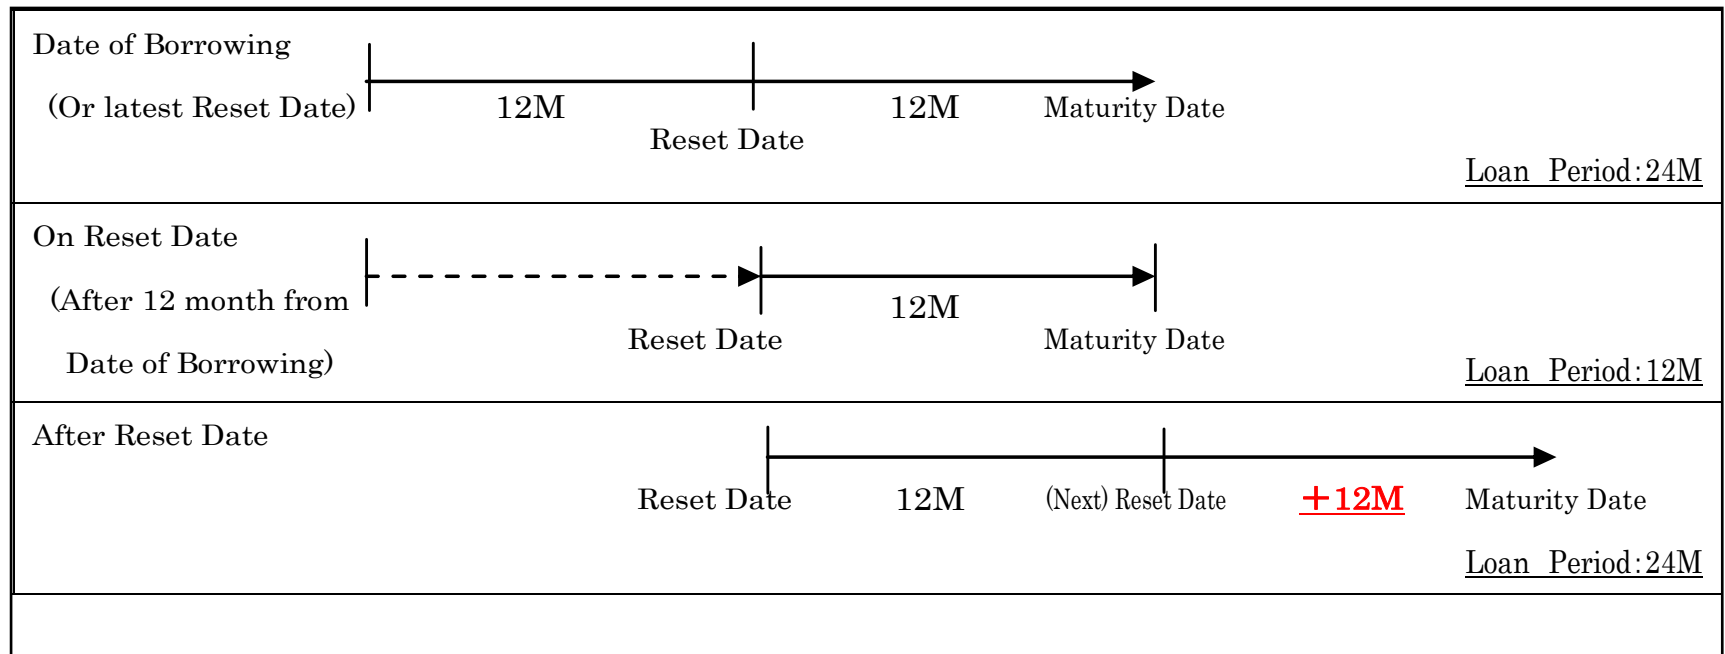 Date of Borrowing
(Or latest Reset Date)
12M
12M
Maturity Date
Reset Date
Loan Period:24M
On Reset Date
(After 12 month from
12M
Reset Date
Maturity Date
Date of Borrowing)
Loan Period:12M
After Reset Date
Reset Date
12M
(Next) Reset Date
+12M
Maturity Date
Loan Period:24M